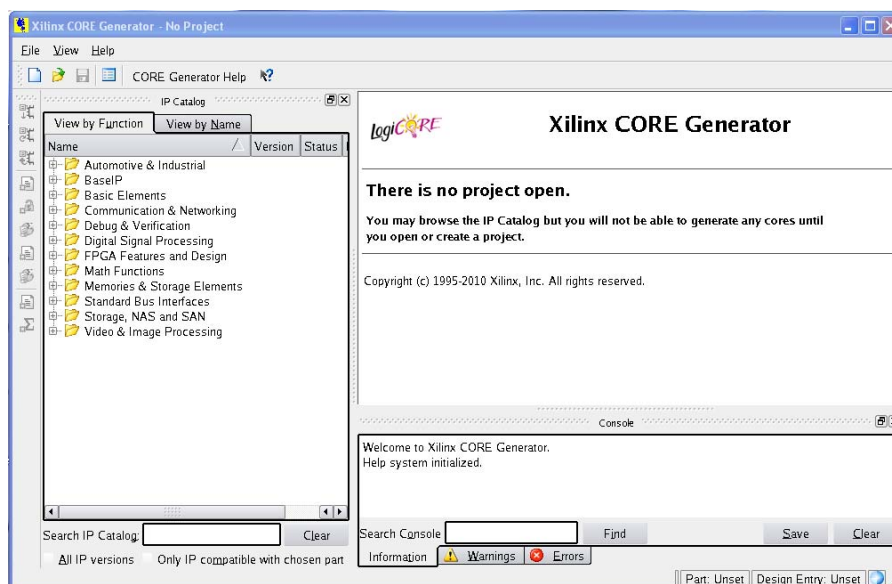 Xilinx CORE Generator - No Project
File View Help
CORE Generator Help
IP Catalog
View by Function View by Name
Name Version Status
Automotive & Industrial
BaseIP
Basic Elements
Communication & Networking
Debug & Verification
Digital Signal Processing
FPGA Features and Design
Math Functions
Memories & Storage Elements
Standard Bus Interfaces
Storage, NAS and SAN
Video & Image Processing
Search IP Catalog: Clear
All IP versions Only IP compatible with chosen part
LogiCORE
Xilinx CORE Generator
There is no project open.
You may browse the IP Catalog but you will not be able to generate any cores until
you open or create a project.
Copyright (c) 1995-2010 Xilinx, Inc. All rights reserved.
Console
Welcome to Xilinx CORE Generator.
Help system initialized.
Search Console Find Save Clear
Information Warnings Errors
Part: Unset Design Entry: Unset